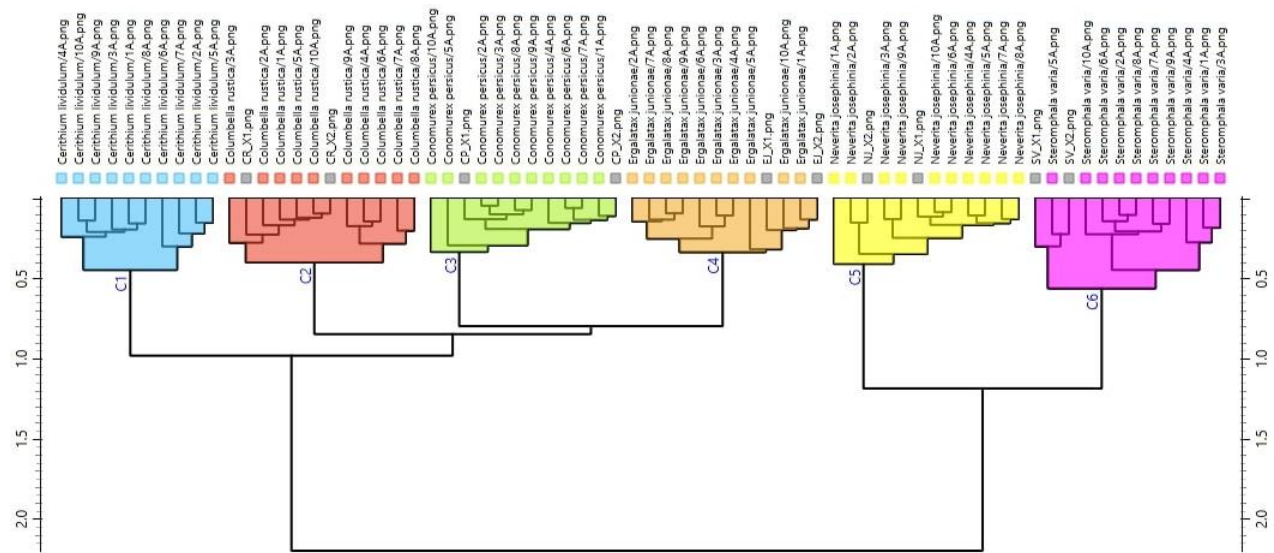 Cerithium lividulum/4A.png
Cerithium lividulum/10A.png
Cerithium lividulum/9A.png
Cerithium lividulum/3A.png
Cerithium lividulum/1A.png
Cerithium lividulum/8A.png
Cerithium lividulum/6A.png
Cerithium lividulum/7A.png
Cerithium lividulum/2A.png
Cerithium lividulum/5A.png
Columbella rustica/3A.png
CR_X1.png
Columbella rustica/2A.png
Columbella rustica/1A.png
Columbella rustica/5A.png
Columbella rustica/10A.png
CR_X2.png
Columbella rustica/9A.png
Columbella rustica/4A.png
Columbella rustica/6A.png
Columbella rustica/7A.png
Columbella rustica/8A.png
Conomurex persicus/10A.png
Conomurex persicus/5A.png
CP_X1.png
Conomurex persicus/2A.png
Conomurex persicus/3A.png
Conomurex persicus/8A.png
Conomurex persicus/9A.png
Conomurex persicus/4A.png
Conomurex persicus/6A.png
Conomurex persicus/7A.png
Conomurex persicus/1A.png
CP_X2.png
Ergalatax junionae/2A.png
Ergalatax junionae/7A.png
Ergalatax junionae/8A.png
Ergalatax junionae/9A.png
Ergalatax junionae/6A.png
Ergalatax junionae/3A.png
Ergalatax junionae/4A.png
Ergalatax junionae/5A.png
EJ_X1.png
Ergalatax junionae/10A.png
Ergalatax junionae/1A.png
EJ_X2.png
Neverita josephinia/1A.png
Neverita josephinia/2A.png
NJ_X2.png
Neverita josephinia/3A.png
Neverita josephinia/9A.png
NJ_X1.png
Neverita josephinia/10A.png
Neverita josephinia/6A.png
Neverita josephinia/4A.png
Neverita josephinia/5A.png
Neverita josephinia/7A.png
Neverita josephinia/8A.png
SV_X1.png
Steromphala varia/5A.png
SV_X2.png
Steromphala varia/10A.png
Steromphala varia/6A.png
Steromphala varia/2A.png
Steromphala varia/8A.png
Steromphala varia/7A.png
Steromphala varia/9A.png
Steromphala varia/4A.png
Steromphala varia/1A.png
Steromphala varia/3A.png
C1
C2
C3
C4
C5
C6
0.5
1.0
1.5
2.0
0.5
1.0
1.5
2.0